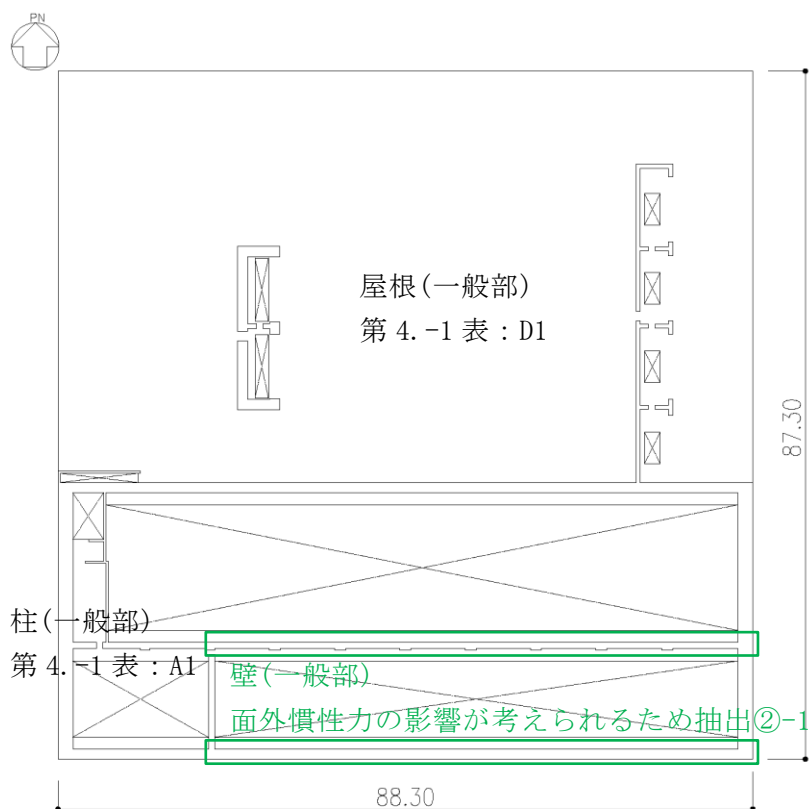 PN
屋根(一般部)
第 4.-1 表：D1
87.30
柱(一般部)
第 4.-1 表：A1
壁(一般部)
面外慣性力の影響が考えられるため抽出②-1
88.30